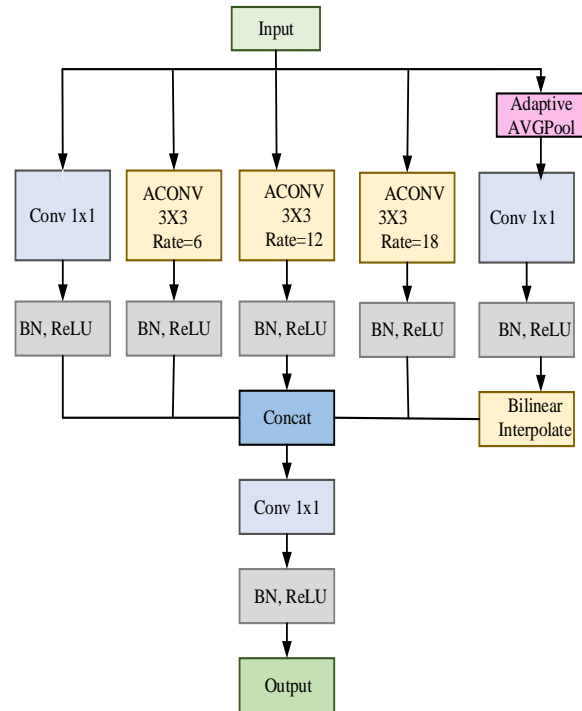 Input
Adaptive
AVGPool
Conv 1x1
ACONV
3X3
Rate=6
ACONV
3X3
Rate=12
ACONV
3X3
Rate=18
Conv 1x1
BN, ReLU
BN, ReLU
BN, ReLU
BN, ReLU
BN, ReLU
Concat
Bilinear
Interpolate
Conv 1x1
BN, ReLU
Output